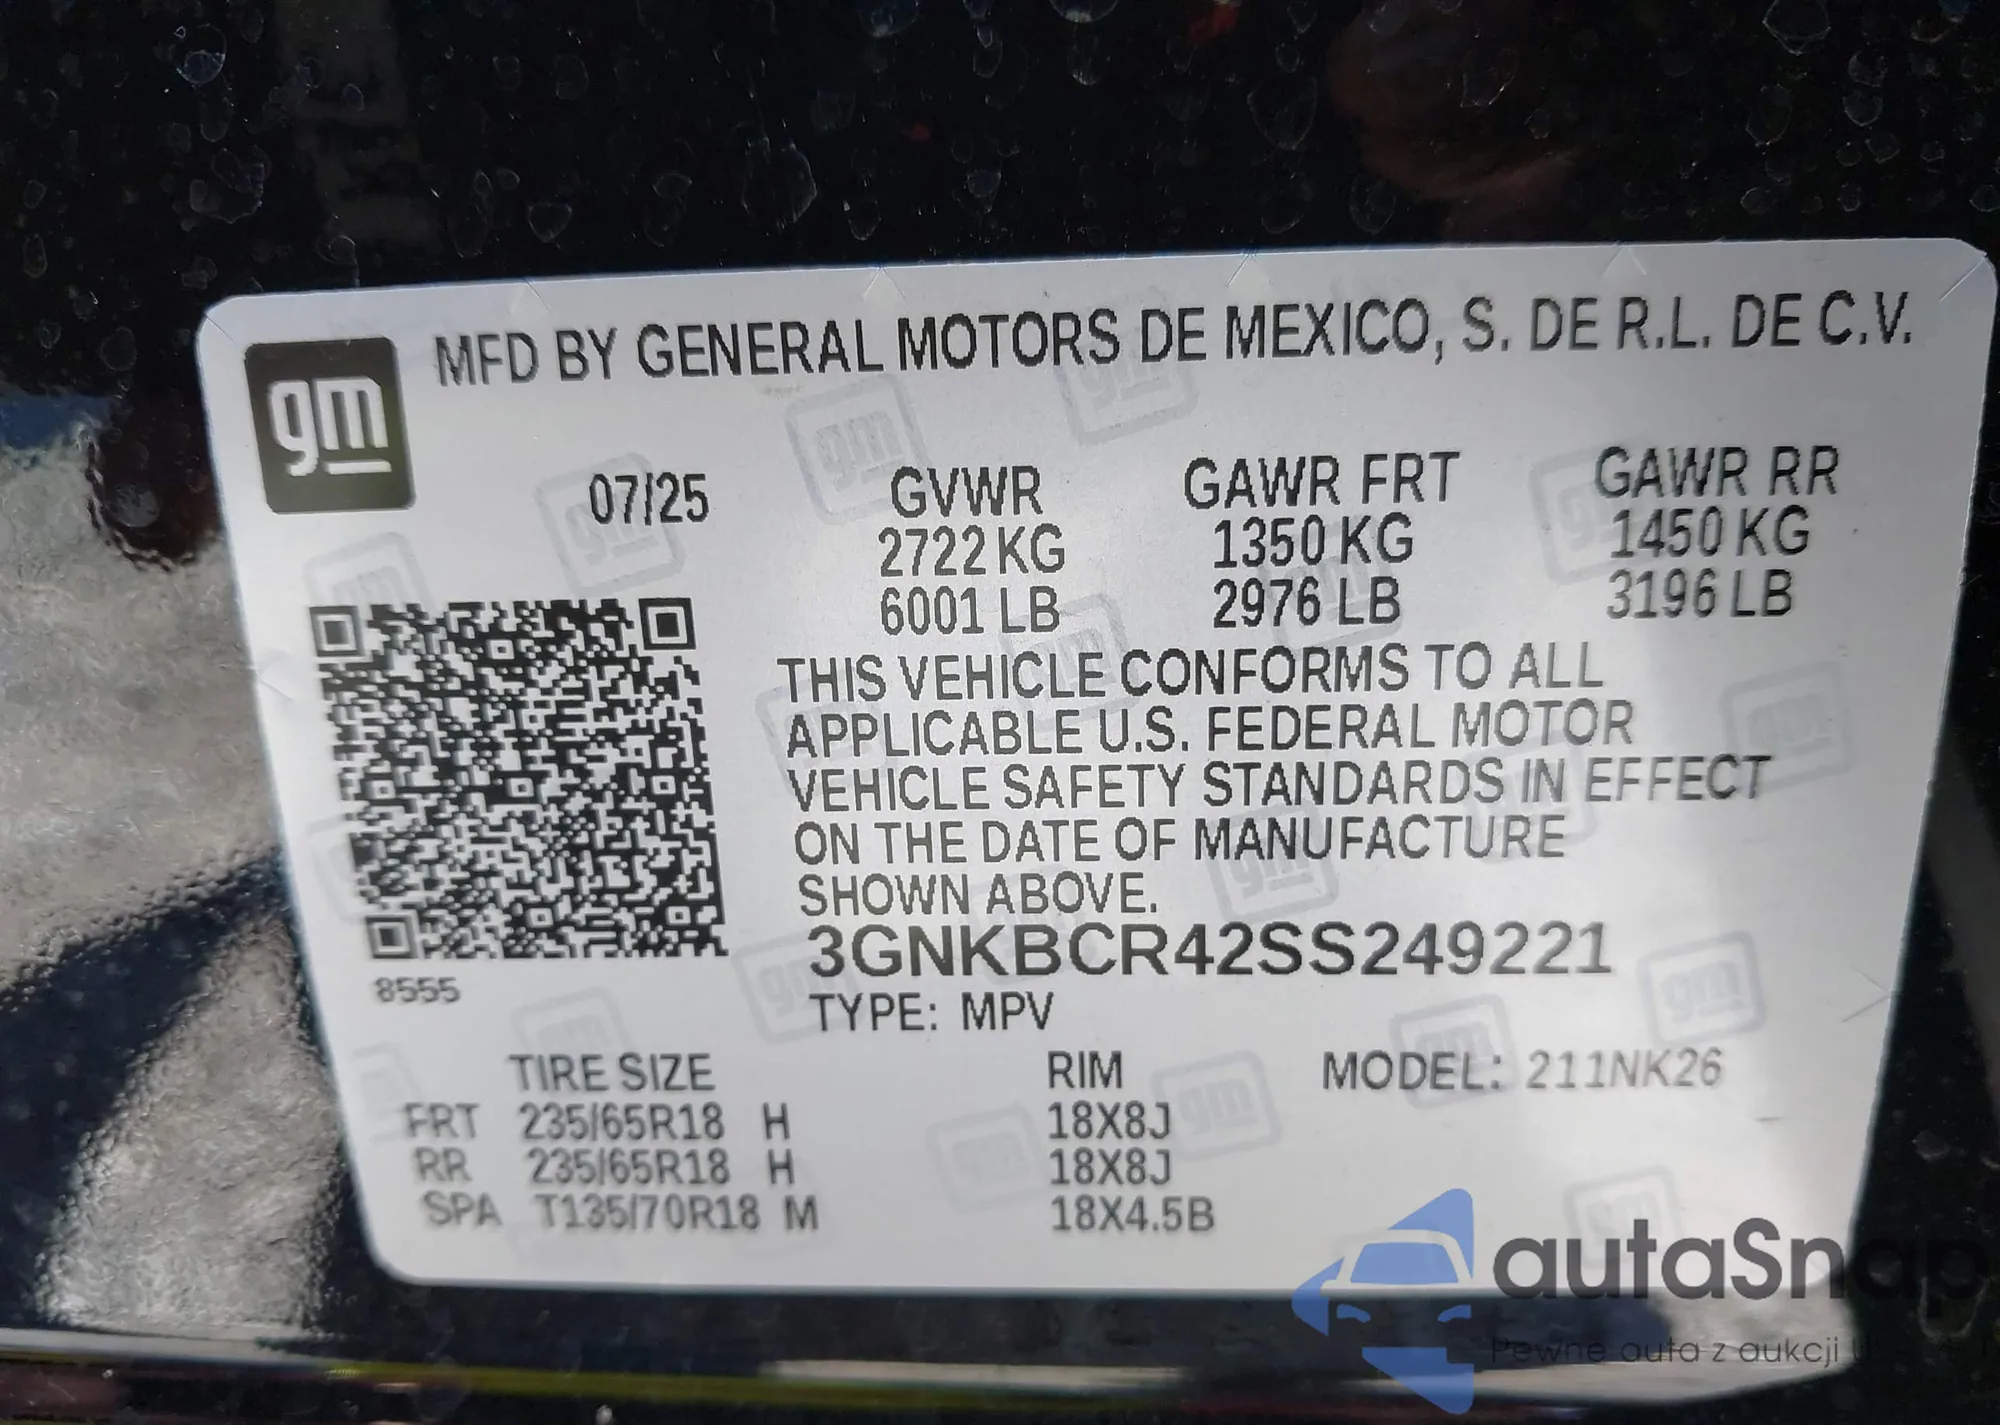 gm
MFD BY GENERAL MOTORS DE MEXICO, S. DE R.L. DE C.V.
07/25
GVWR GAWR FRT GAWR RR
2722 KG 1350 KG 1450 KG
6001 LB 2976 LB 3196 LB
THIS VEHICLE CONFORMS TO ALL
APPLICABLE U.S. FEDERAL MOTOR
VEHICLE SAFETY STANDARDS IN EFFECT
ON THE DATE OF MANUFACTURE
SHOWN ABOVE.
3GNKBCR42SS249221
8555
TYPE: MPV
TIRE SIZE RIM MODEL: 211NK26
FRT 235/65R18 H 18X8J
RR 235/65R18 H 18X8J
SPA T135/70R18 M 18X4.5B
autaSnap
Pewne auta z aukcji